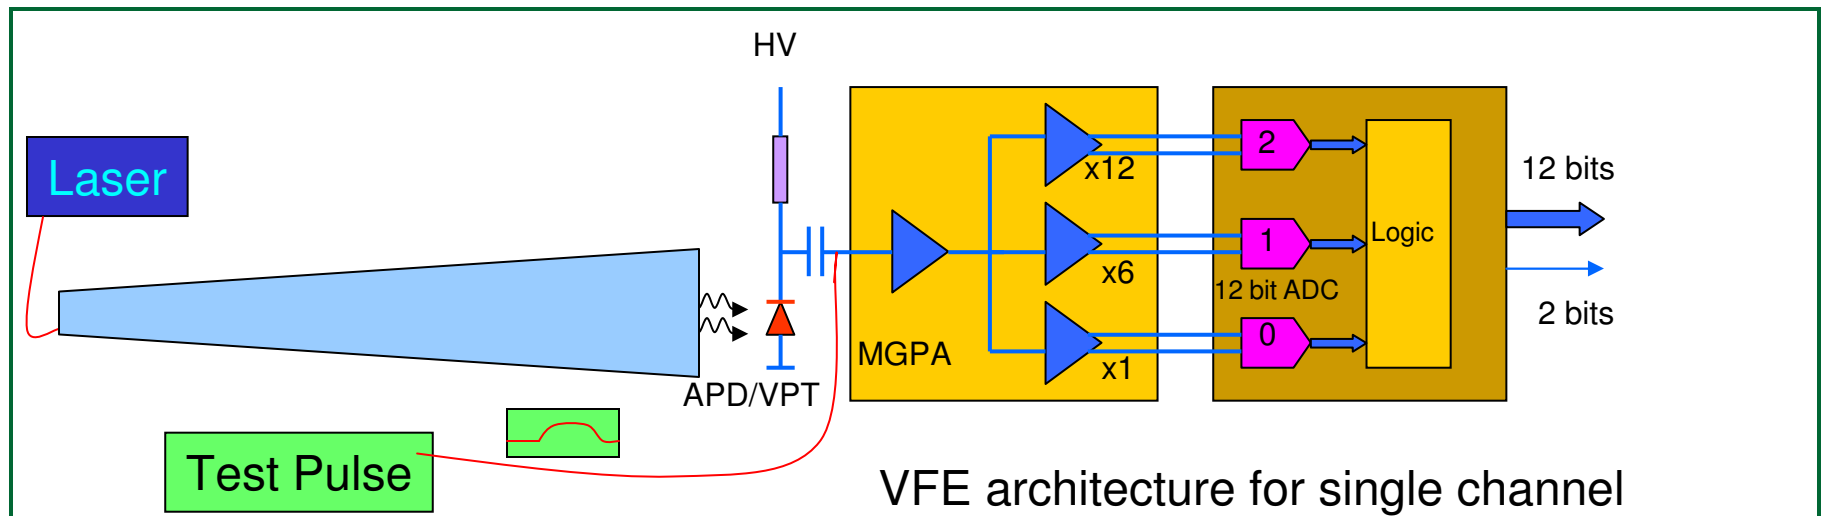 HV
Laser
x12
2
12 bits
x6
1
Logic
12 bit ADC
2 bits
MGPA
x1
0
APD/VPT
Test Pulse
VFE architecture for single channel